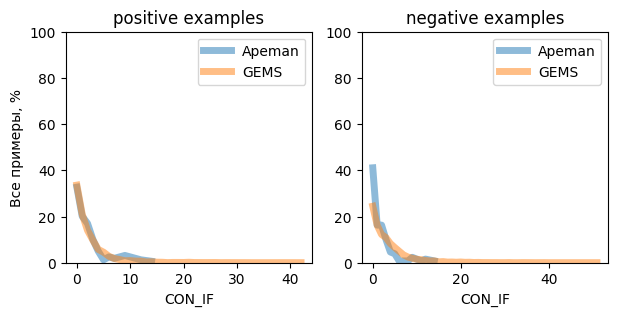 positive examples
negative examples
Все примеры, %
100
80
60
40
20
0
Apeman
GEMS
0
10
20
30
40
CON_IF
100
80
60
40
20
0
Apeman
GEMS
0
20
40
CON_IF